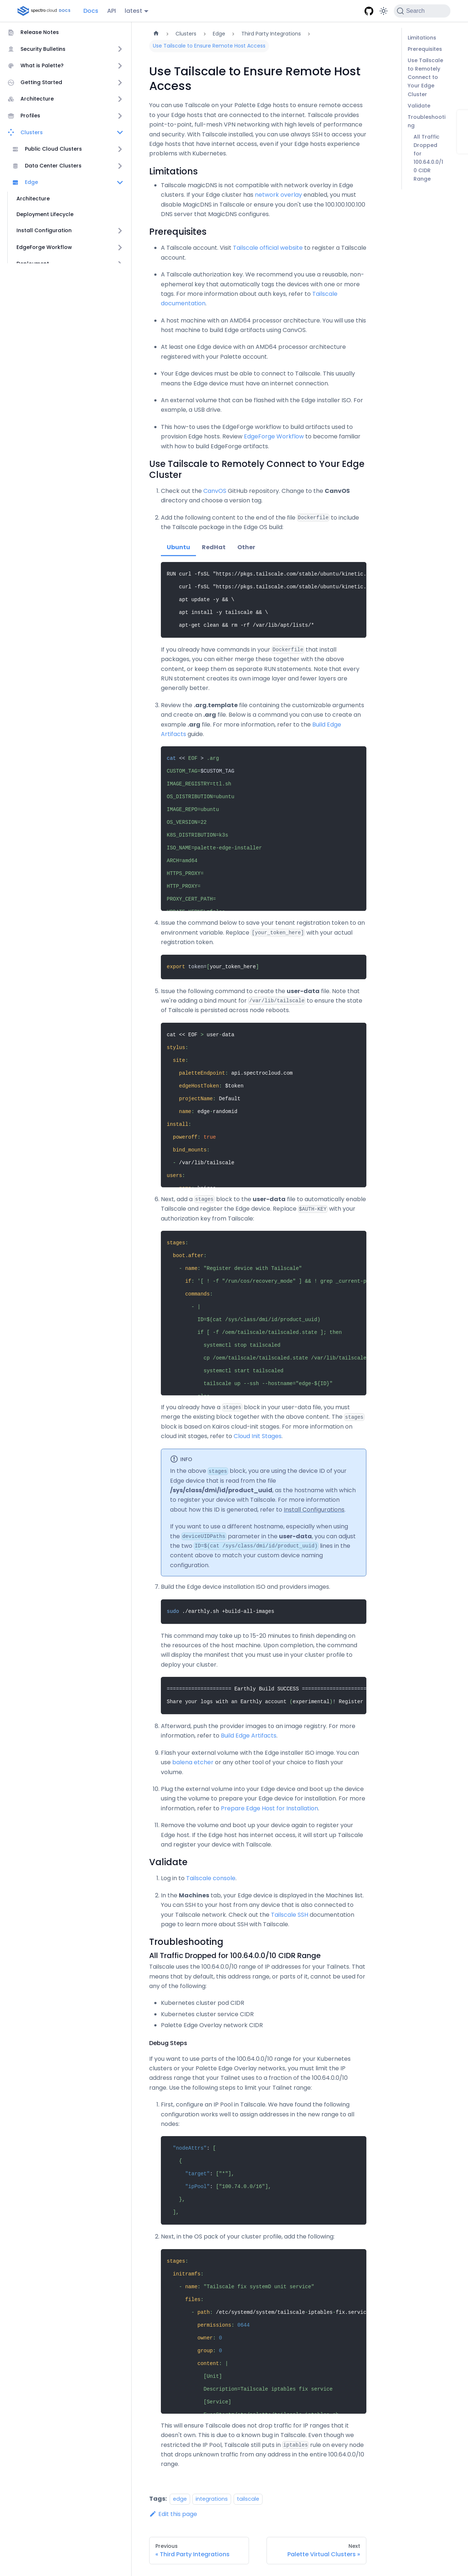 spectrocloud DOCS
Docs
API
latest
Search
Release Notes
Security Bulletins
What is Palette?
Getting Started
Architecture
Profiles
Clusters
Public Cloud Clusters
Data Center Clusters
Edge
Architecture
Deployment Lifecycle
Install Configuration
EdgeForge Workflow
Clusters
Edge
Third Party Integrations
Use Tailscale to Ensure Remote Host Access
Use Tailscale to Ensure Remote Host
Access
You can use Tailscale on your Palette Edge hosts to ensure remote access
to your Edge hosts that are deployed worldwide. Tailscale is a peer-to-
point, full-mesh VPN networking with high levels of performance and
security. With Tailscale installed, you can always use SSH to access your
Edge hosts, ensuring access even if your Edge hosts experience
problems with Kubernetes.
Limitations
Tailscale magicDNS is not compatible with network overlay in Edge
clusters. If your Edge cluster has network overlay enabled, you must
disable MagicDNS in Tailscale or ensure you don't use the 100.100.100.100
DNS server that MagicDNS configures.
Prerequisites
A Tailscale account. Visit Tailscale official website to register a Tailscale
account.
A Tailscale authorization key. We recommend you use a reusable, non-
ephemeral key that automatically tags the devices with one or more
tags. For more information about auth keys, refer to Tailscale
documentation.
A host machine with an AMD64 processor architecture. You will use this
host machine to build Edge artifacts using CanvOS.
At least one Edge device with an AMD64 processor architecture
registered with your Palette account.
Your Edge devices must be able to connect to Tailscale. This usually
means the Edge device must have an internet connection.
An external volume that can be flashed with the Edge installer ISO. For
example, a USB drive.
This how-to uses the EdgeForge workflow to build artifacts used to
provision Edge hosts. Review EdgeForge Workflow to become familiar
with how to build EdgeForge artifacts.
Use Tailscale to Remotely Connect to Your Edge
Cluster
1. Check out the CanvOS GitHub repository. Change to the CanvOS
directory and choose a version tag.
2. Add the following content to the end of the file Dockerfile to include
the Tailscale package in the Edge OS build:
Ubuntu
RedHat
Other
RUN curl -fsSL "https://pkgs.tailscale.com/stable/ubuntu/kinetic.
curl -fsSL "https://pkgs.tailscale.com/stable/ubuntu/kinetic.
apt update -y && \
apt install -y tailscale && \
apt-get clean && rm -rf /var/lib/apt/lists/*
If you already have commands in your Dockerfile that install
packages, you can either merge these together with the above
content, or keep them as separate RUN statements. Note that every
RUN statement creates its own image layer and fewer layers are
generally better.
3. Review the .arg.template file containing the customizable arguments
and create an .arg file. Below is a command you can use to create an
example .arg file. For more information, refer to the Build Edge
Artifacts guide.
cat << EOF > .arg
CUSTOM_TAG=$CUSTOM_TAG
IMAGE_REGISTRY=ttl.sh
OS_DISTRIBUTION=ubuntu
IMAGE_REPO=ubuntu
OS_VERSION=22
K8S_DISTRIBUTION=k3s
ISO_NAME=palette-edge-installer
ARCH=amd64
HTTPS_PROXY=
HTTP_PROXY=
PROXY_CERT_PATH=
4. Issue the command below to save your tenant registration token to an
environment variable. Replace [your_token_here] with your actual
registration token.
export token=[your_token_here]
5. Issue the following command to create the user-data file. Note that
we're adding a bind mount for /var/lib/tailscale to ensure the state
of Tailscale is persisted across node reboots.
cat << EOF > user-data
stylus:
site:
paletteEndpoint: api.spectrocloud.com
edgeHostToken: $token
projectName: Default
name: edge-randomid
install:
poweroff: true
bind_mounts:
- /var/lib/tailscale
users:
6. Next, add a stages block to the user-data file to automatically enable
Tailscale and register the Edge device. Replace $AUTH-KEY with your
authorization key from Tailscale:
stages:
boot.after:
- name: "Register device with Tailscale"
if: '[ ! -f "/run/cos/recovery_mode" ] && ! grep _current-p
commands:
- |
ID=$(cat /sys/class/dmi/id/product_uuid)
if [ -f /oem/tailscale/tailscaled.state ]; then
systemctl stop tailscaled
cp /oem/tailscale/tailscaled.state /var/lib/tailscale
systemctl start tailscaled
tailscale up --ssh --hostname="edge-${ID}"
If you already have a stages block in your user-data file, you must
merge the existing block together with the above content. The stages
block is based on Kairos cloud-init stages. For more information on
cloud init stages, refer to Cloud Init Stages.
INFO
In the above stages block, you are using the device ID of your
Edge device that is read from the file
/sys/class/dmi/id/product_uuid, as the hostname with which
to register your device with Tailscale. For more information
about how this ID is generated, refer to Install Configurations.
If you want to use a different hostname, especially when using
the deviceUIDPaths parameter in the user-data, you can adjust
the two ID=$(cat /sys/class/dmi/id/product_uuid) lines in the
content above to match your custom device naming
configuration.
7. Build the Edge device installation ISO and providers images.
sudo ./earthly.sh +build-all-images
This command may take up to 15-20 minutes to finish depending on
the resources of the host machine. Upon completion, the command
will display the manifest that you must use in your cluster profile to
deploy your cluster.
===================== Earthly Build SUCCESS =====================
Share your logs with an Earthly account (experimental)! Register
8. Afterward, push the provider images to an image registry. For more
information, refer to Build Edge Artifacts.
9. Flash your external volume with the Edge installer ISO image. You can
use balena etcher or any other tool of your choice to flash your
volume.
10. Plug the external volume into your Edge device and boot up the device
using the volume to prepare your Edge device for installation. For more
information, refer to Prepare Edge Host for Installation.
11. Remove the volume and boot up your device again to register your
Edge host. If the Edge host has internet access, it will start up Tailscale
and register your device with Tailscale.
Validate
1. Log in to Tailscale console.
2. In the Machines tab, your Edge device is displayed in the Machines list.
You can SSH to your host from any device that is also connected to
your Tailscale network. Check out the Tailscale SSH documentation
page to learn more about SSH with Tailscale.
Troubleshooting
All Traffic Dropped for 100.64.0.0/10 CIDR Range
Tailscale uses the 100.64.0.0/10 range of IP addresses for your Tailnets. That
means that by default, this address range, or parts of it, cannot be used for
any of the following:
Kubernetes cluster pod CIDR
Kubernetes cluster service CIDR
Palette Edge Overlay network CIDR
Debug Steps
If you want to use parts of the 100.64.0.0/10 range for your Kubernetes
clusters or your Palette Edge Overlay networks, you must limit the IP
address range that your Tailnet uses to a fraction of the 100.64.0.0/10
range. Use the following steps to limit your Tailnet range:
1. First, configure an IP Pool in Tailscale. We have found the following
configuration works well to assign addresses in the new range to all
nodes:
"nodeAttrs": [
{
"target": ["*"],
"ipPool": ["100.74.0.0/16"],
},
],
2. Next, in the OS pack of your cluster profile, add the following:
stages:
initramfs:
- name: "Tailscale fix systemD unit service"
files:
- path: /etc/systemd/system/tailscale-iptables-fix.servic
permissions: 0644
owner: 0
group: 0
content: |
[Unit]
Description=Tailscale iptables fix service
[Service]
This will ensure Tailscale does not drop traffic for IP ranges that it
doesn't own. This is due to a known bug in Tailscale. Even though we
restricted the IP Pool, Tailscale still puts in iptables rule on every node
that drops unknown traffic from any address in the entire 100.64.0.0/10
range.
Tags:
edge
integrations
tailscale
Edit this page
Previous
« Third Party Integrations
Next
Palette Virtual Clusters »
Limitations
Prerequisites
Use Tailscale
to Remotely
Connect to
Your Edge
Cluster
Validate
Troubleshooti
ng
All Traffic
Dropped
for
100.64.0.0/1
0 CIDR
Range